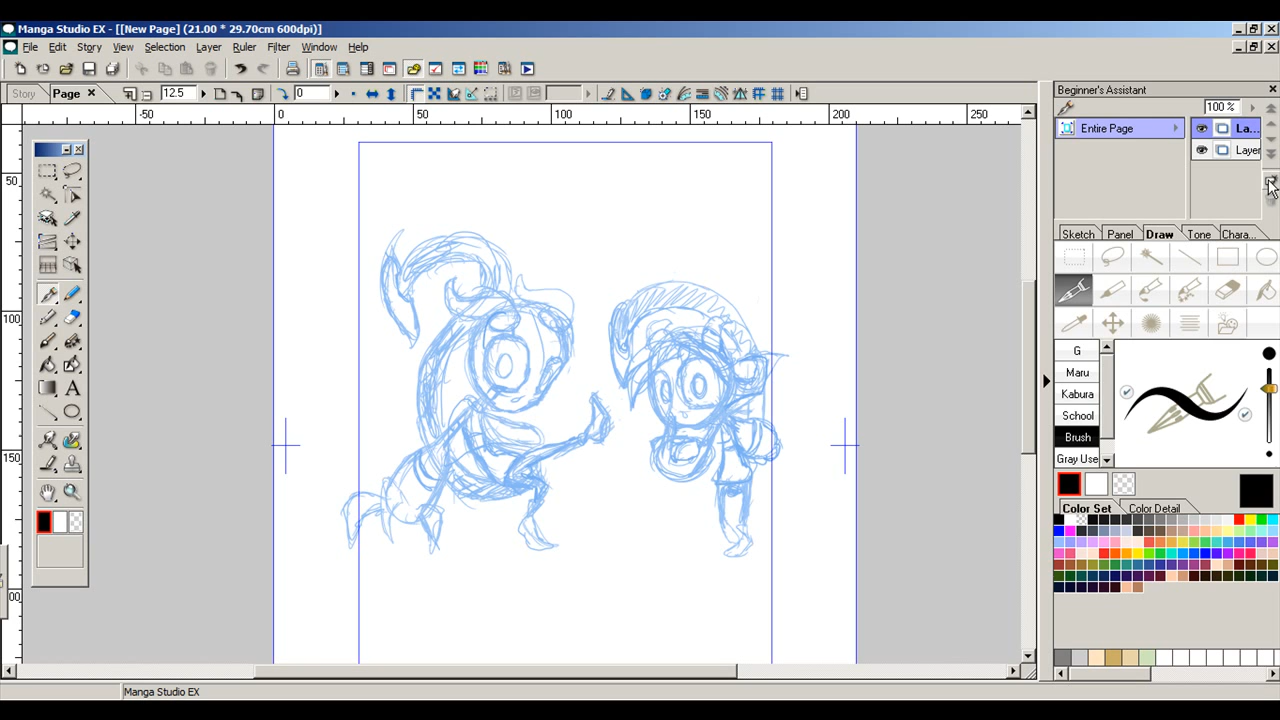 Manga Studio EX - [[New Page] (21.00 * 29.70cm 600dpi)]
File Edit Story View Selection Layer Ruler Filter Window Help
Story Page 12.5 0
-50 0 50 100 150 200 250
Beginner's Assistant
100 %
Entire Page La...
Layer
50
100
150
00
Sketch Panel Draw Tone Chara...
G
Maru
Kabura
School
Brush
Gray Use
Color Set Color Detail
A
Manga Studio EX